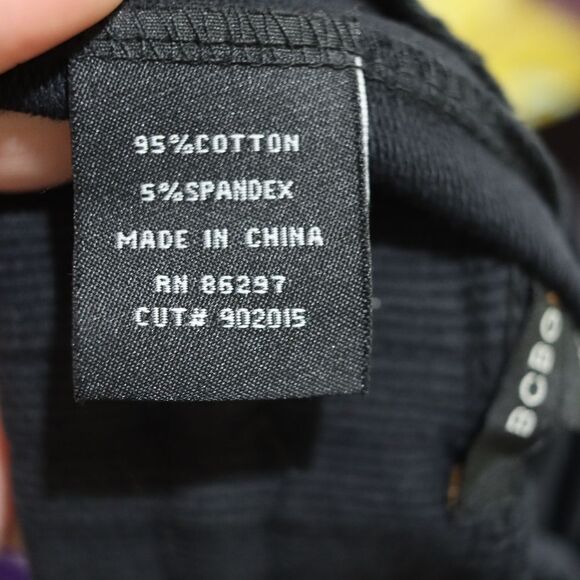 95%COTTON
5%SPANDEX
MADE IN CHINA
RN 86297
CUT# 902015
BCBG